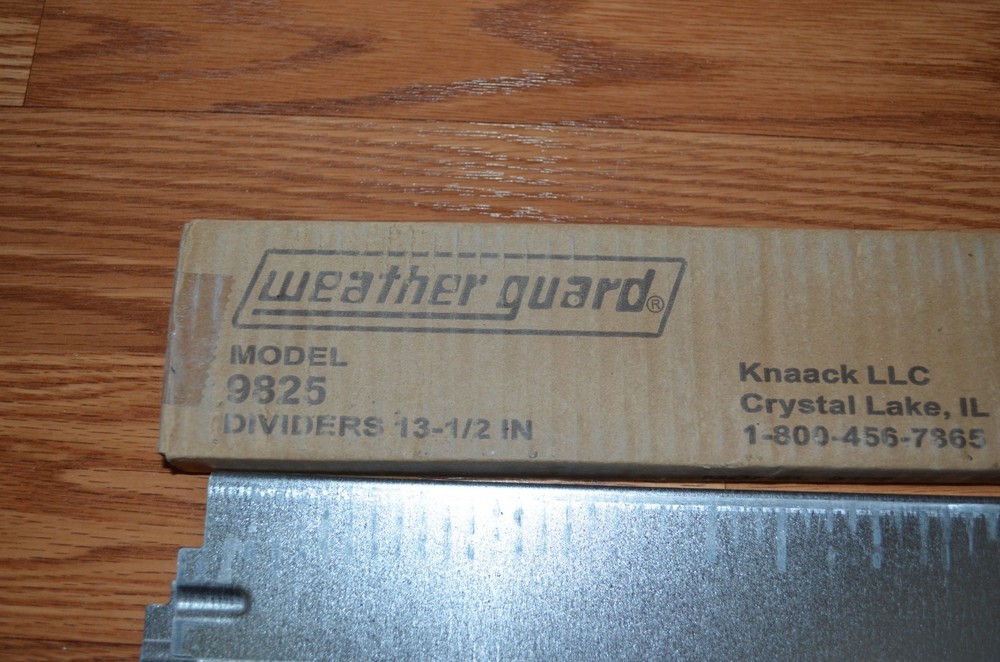 weather guard®
MODEL
9825
DIVIDERS 13-1/2 IN
Knaack LLC
Crystal Lake, IL
1-800-456-7865